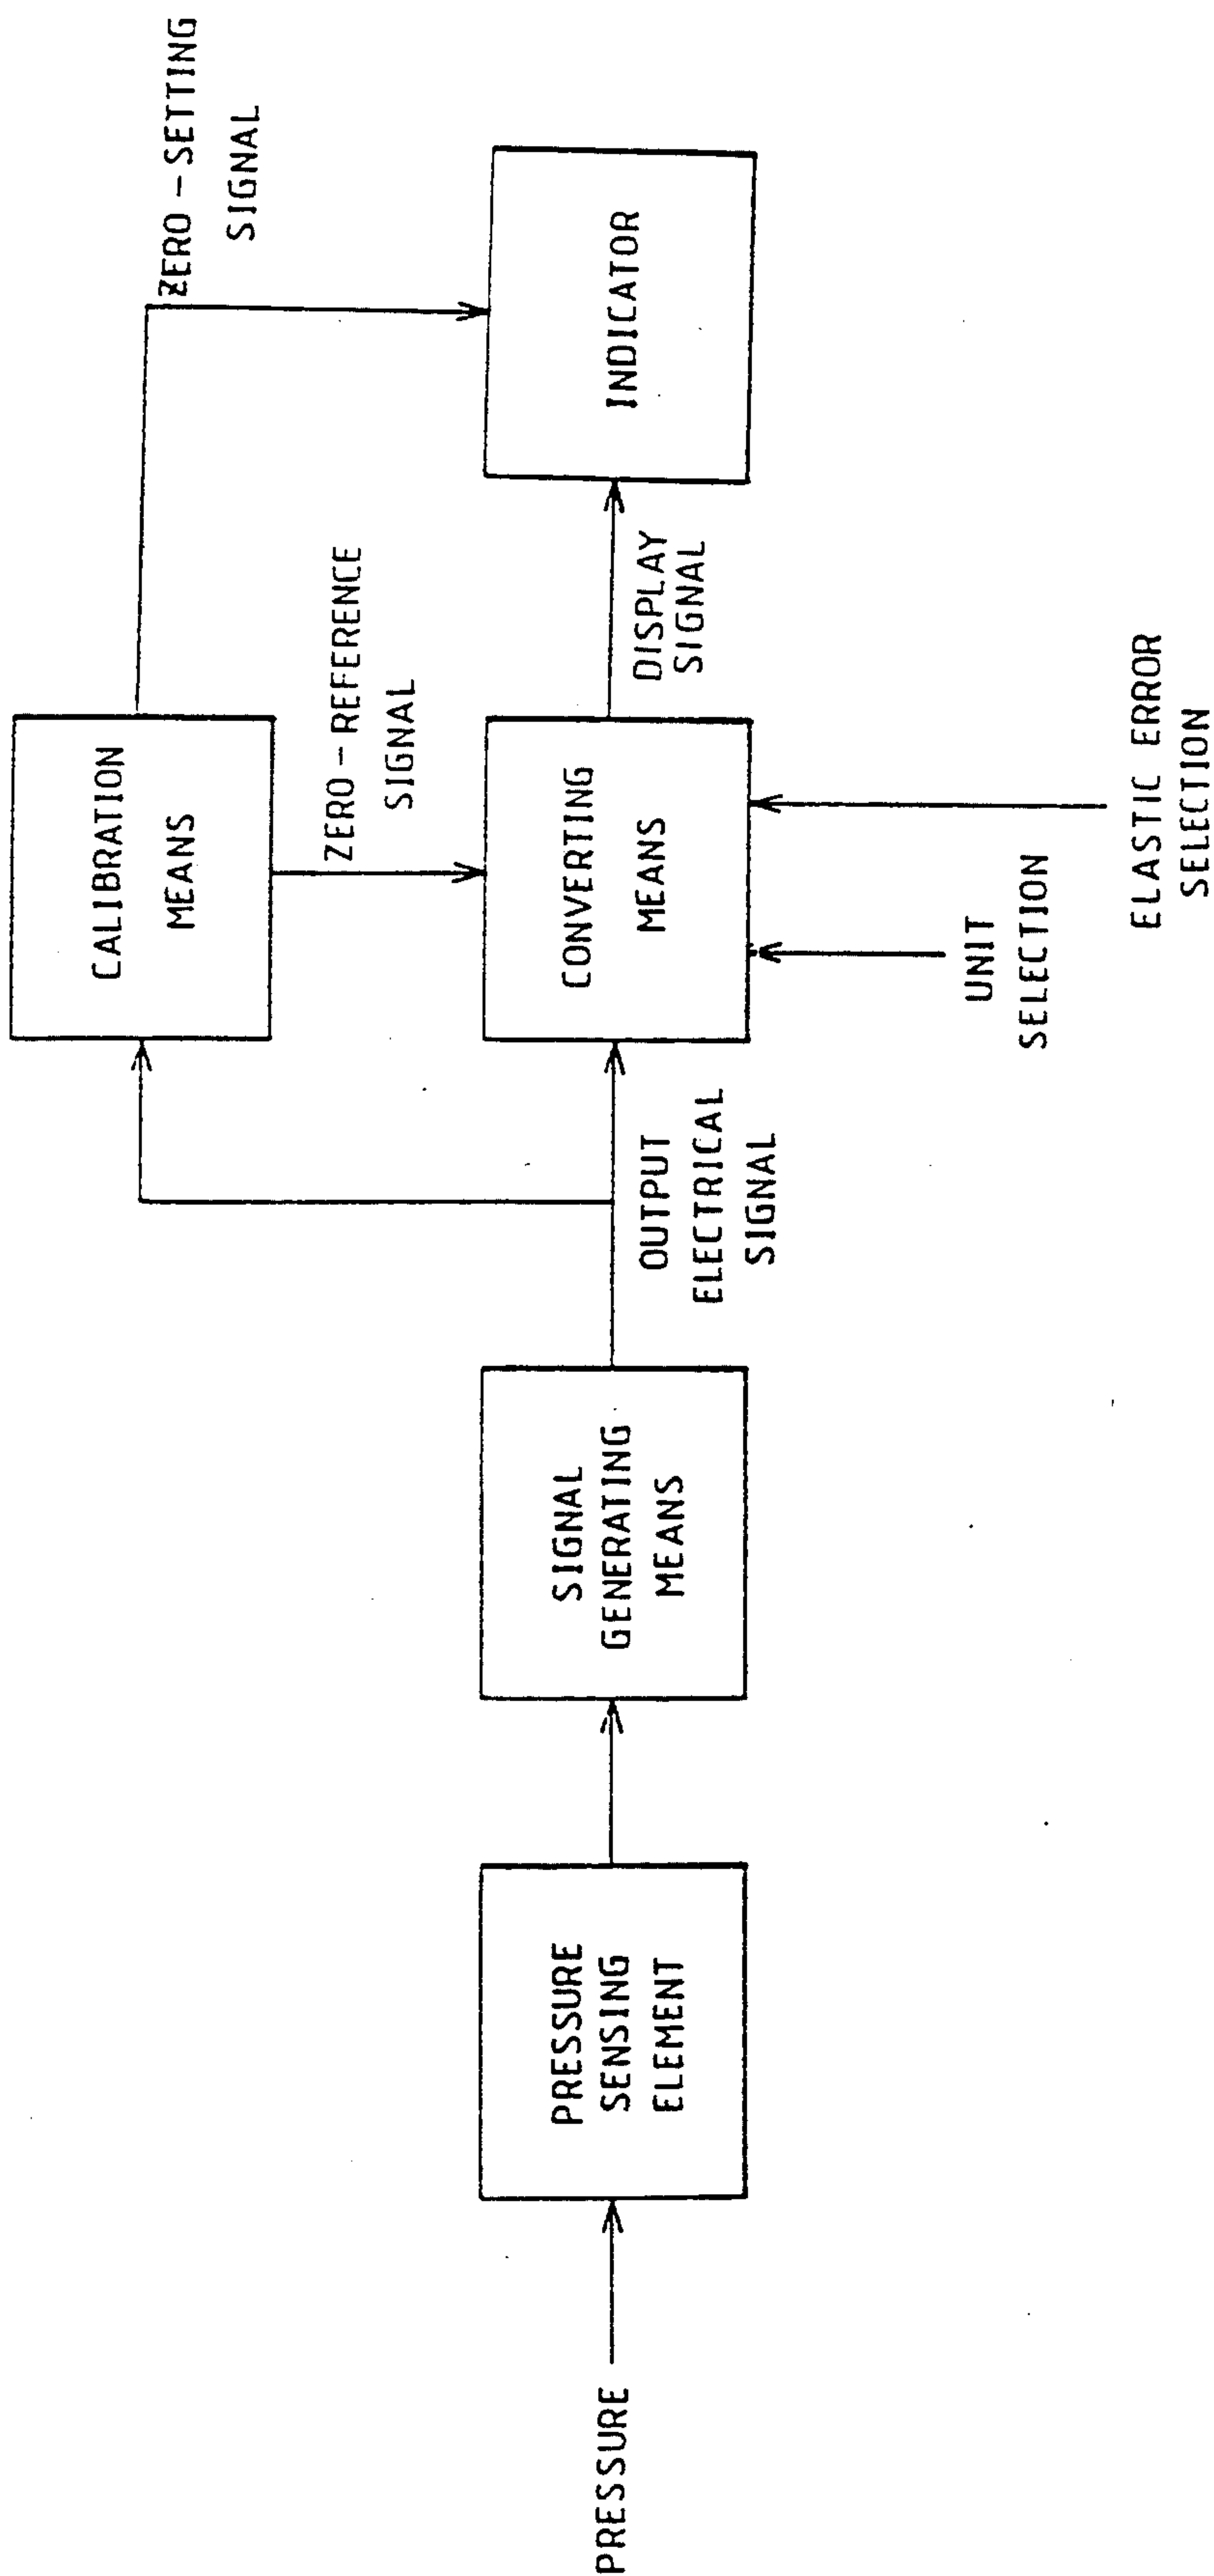 PRESSURE
PRESSURE
SENSING
ELEMENT
SIGNAL
GENERATING
MEANS
OUTPUT
ELECTRICAL
SIGNAL
CALIBRATION
MEANS
ZERO-REFERENCE
SIGNAL
CONVERTING
MEANS
UNIT
SELECTION
ELASTIC ERROR
SELECTION
DISPLAY
SIGNAL
ZERO-SETTING
SIGNAL
INDICATOR